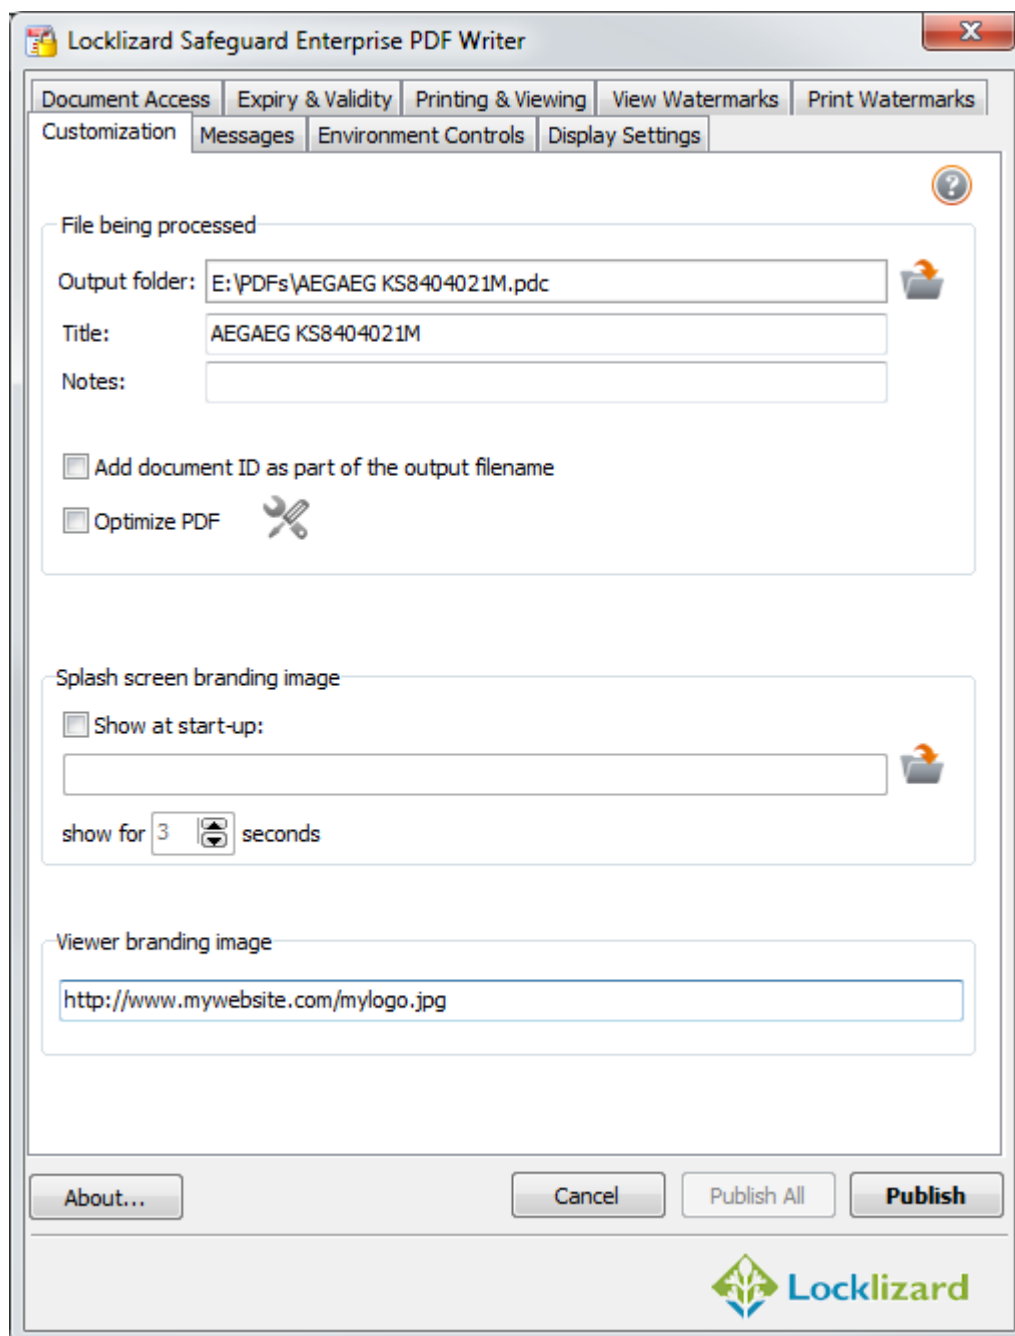 Locklizard Safeguard Enterprise PDF Writer
x
Document Access Expiry & Validity Printing & Viewing View Watermarks Print Watermarks
Customization Messages Environment Controls Display Settings
?
File being processed
Output folder: E:\PDFs\AEGAEG KS8404021M.pdc
Title: AEGAEG KS8404021M
Notes:
Add document ID as part of the output filename
Optimize PDF
Splash screen branding image
Show at start-up:
show for 3 seconds
Viewer branding image
http://www.mywebsite.com/mylogo.jpg
About... Cancel Publish All Publish
Locklizard